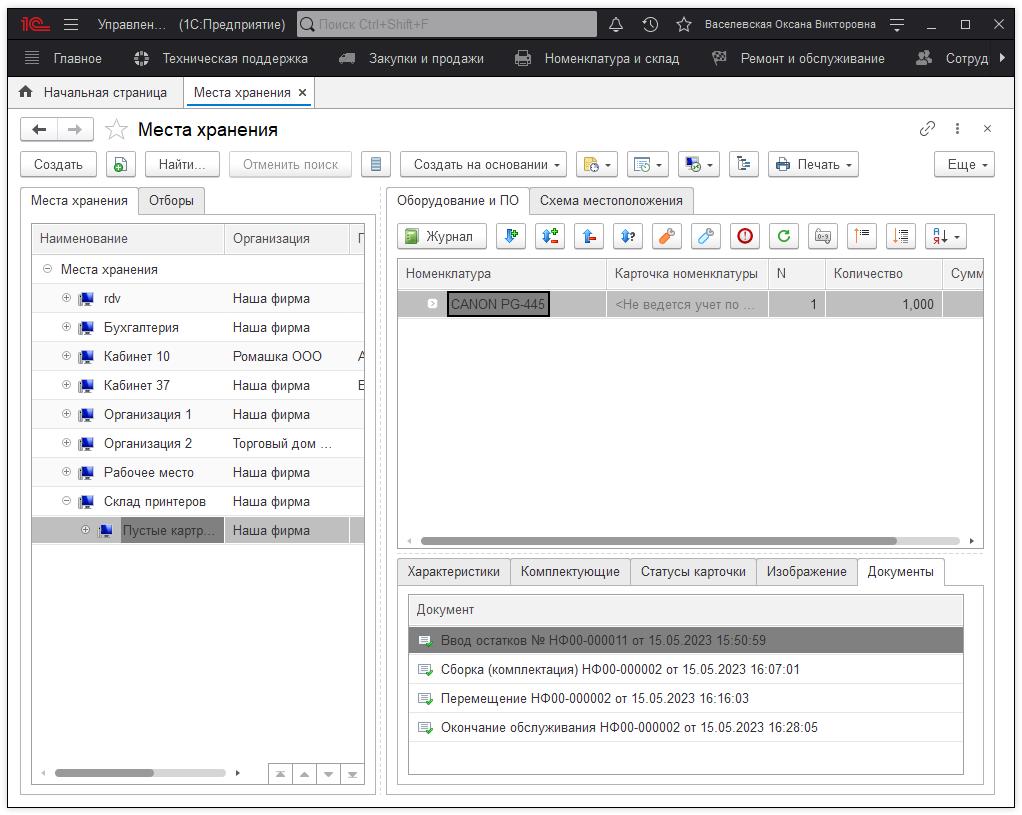 1С Управлен... (1С:Предприятие) Поиск Ctrl+Shift+F Васелевская Оксана Викторовна
Главное Техническая поддержка Закупки и продажи Номенклатура и склад Ремонт и обслуживание Сотруд
Начальная страница Места хранения ×
Места хранения
Создать Найти... Отменить поиск Создать на основании Печать Еще
Места хранения Отборы
Оборудование и ПО Схема местоположения
Журнал
Наименование Организация П
Номенклатура Карточка номенклатуры N Количество Сумм
CANON PG-445 <Не ведется учет по ... 1 1,000
Места хранения
rdv Наша фирма
Бухгалтерия Наша фирма
Кабинет 10 Ромашка ООО А
Кабинет 37 Наша фирма Е
Организация 1 Наша фирма
Организация 2 Торговый дом ...
Рабочее место Наша фирма
Склад принтеров Наша фирма
Пустые картр... Наша фирма
Характеристики Комплектующие Статусы карточки Изображение Документы
Документ
Ввод остатков № НФ00-000011 от 15.05.2023 15:50:59
Сборка (комплектация) НФ00-000002 от 15.05.2023 16:07:01
Перемещение НФ00-000002 от 15.05.2023 16:16:03
Окончание обслуживания НФ00-000002 от 15.05.2023 16:28:05